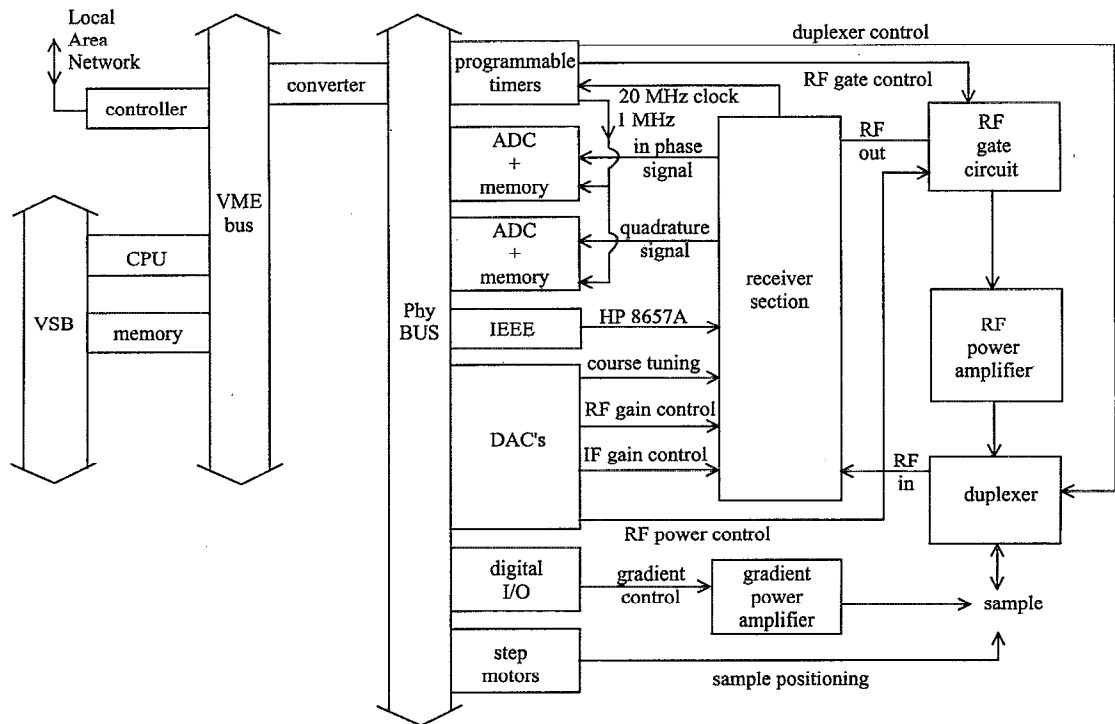 Local
Area
Network
controller
VME
bus
converter
VSB
CPU
memory
Phy
BUS
programmable
timers
duplexer control
RF gate control
20 MHz clock
1 MHz
ADC
+
memory
in phase
signal
ADC
+
memory
quadrature
signal
IEEE
HP 8657A
DAC's
course tuning
RF gain control
IF gain control
RF power control
receiver
section
RF
out
RF
gate
circuit
RF
power
amplifier
RF
in
duplexer
digital
I/O
gradient
control
gradient
power
amplifier
sample
step
motors
sample positioning